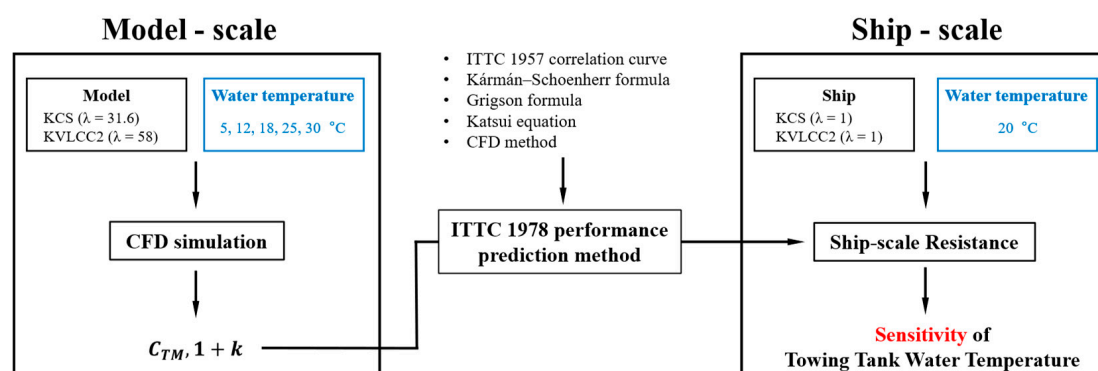 Model - scale
Model
KCS (λ = 31.6)
KVLCC2 (λ = 58)
Water temperature
5, 12, 18, 25, 30 °C
CFD simulation
C_TM, 1 + k
• ITTC 1957 correlation curve
• Kármán–Schoenherr formula
• Grigson formula
• Katsui equation
• CFD method
ITTC 1978 performance
prediction method
Ship - scale
Ship
KCS (λ = 1)
KVLCC2 (λ = 1)
Water temperature
20 °C
Ship-scale Resistance
Sensitivity of
Towing Tank Water Temperature